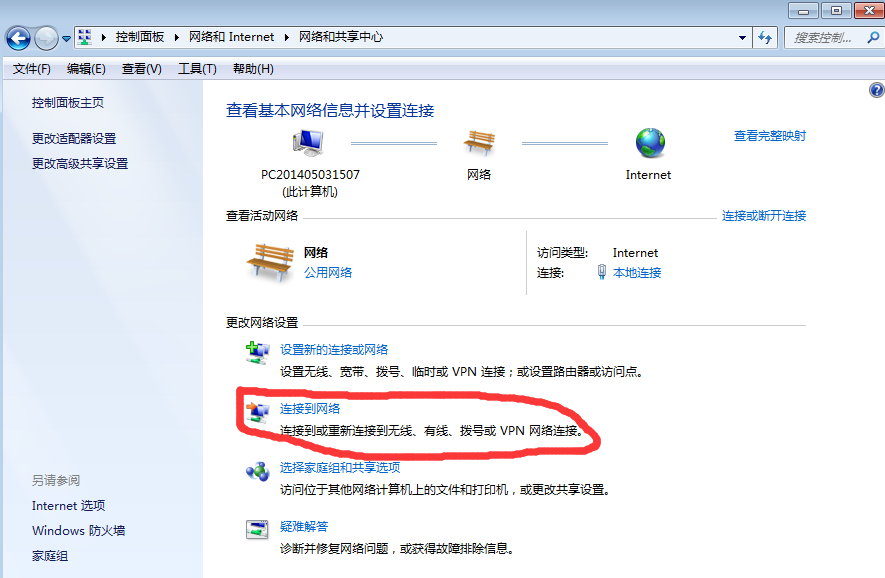 控制面板 网络和 Internet 网络和共享中心
搜索控制...
文件(F) 编辑(E) 查看(V) 工具(T) 帮助(H)
控制面板主页
更改适配器设置
更改高级共享设置
查看基本网络信息并设置连接
PC201405031507
(此计算机)
网络
Internet
查看完整映射
查看活动网络
连接或断开连接
网络
公用网络
访问类型: Internet
连接: 本地连接
更改网络设置
设置新的连接或网络
设置无线、宽带、拨号、临时或 VPN 连接；或设置路由器或访问点。
连接到网络
连接到或重新连接到无线、有线、拨号或 VPN 网络连接。
选择家庭组和共享选项
访问位于其他网络计算机上的文件和打印机，或更改共享设置。
疑难解答
诊断并修复网络问题，或获得故障排除信息。
另请参阅
Internet 选项
Windows 防火墙
家庭组